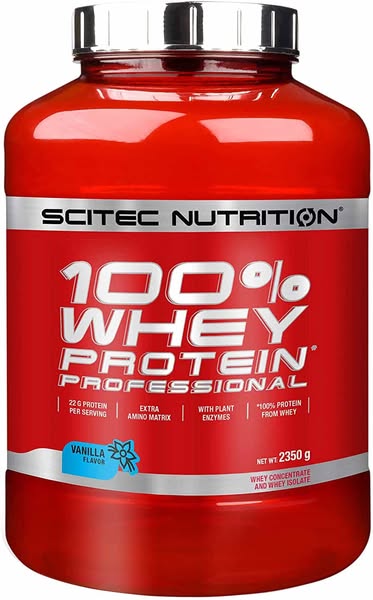 SCITEC NUTRITION®
100%
WHEY
PROTEIN*
PROFESSIONAL
22 G PROTEIN
PER SERVING
EXTRA
AMINO MATRIX
WITH PLANT
ENZYMES
*100% PROTEIN
FROM WHEY
VANILLA
FLAVOR
NET WT. 2350 g
WHEY CONCENTRATE
AND WHEY ISOLATE